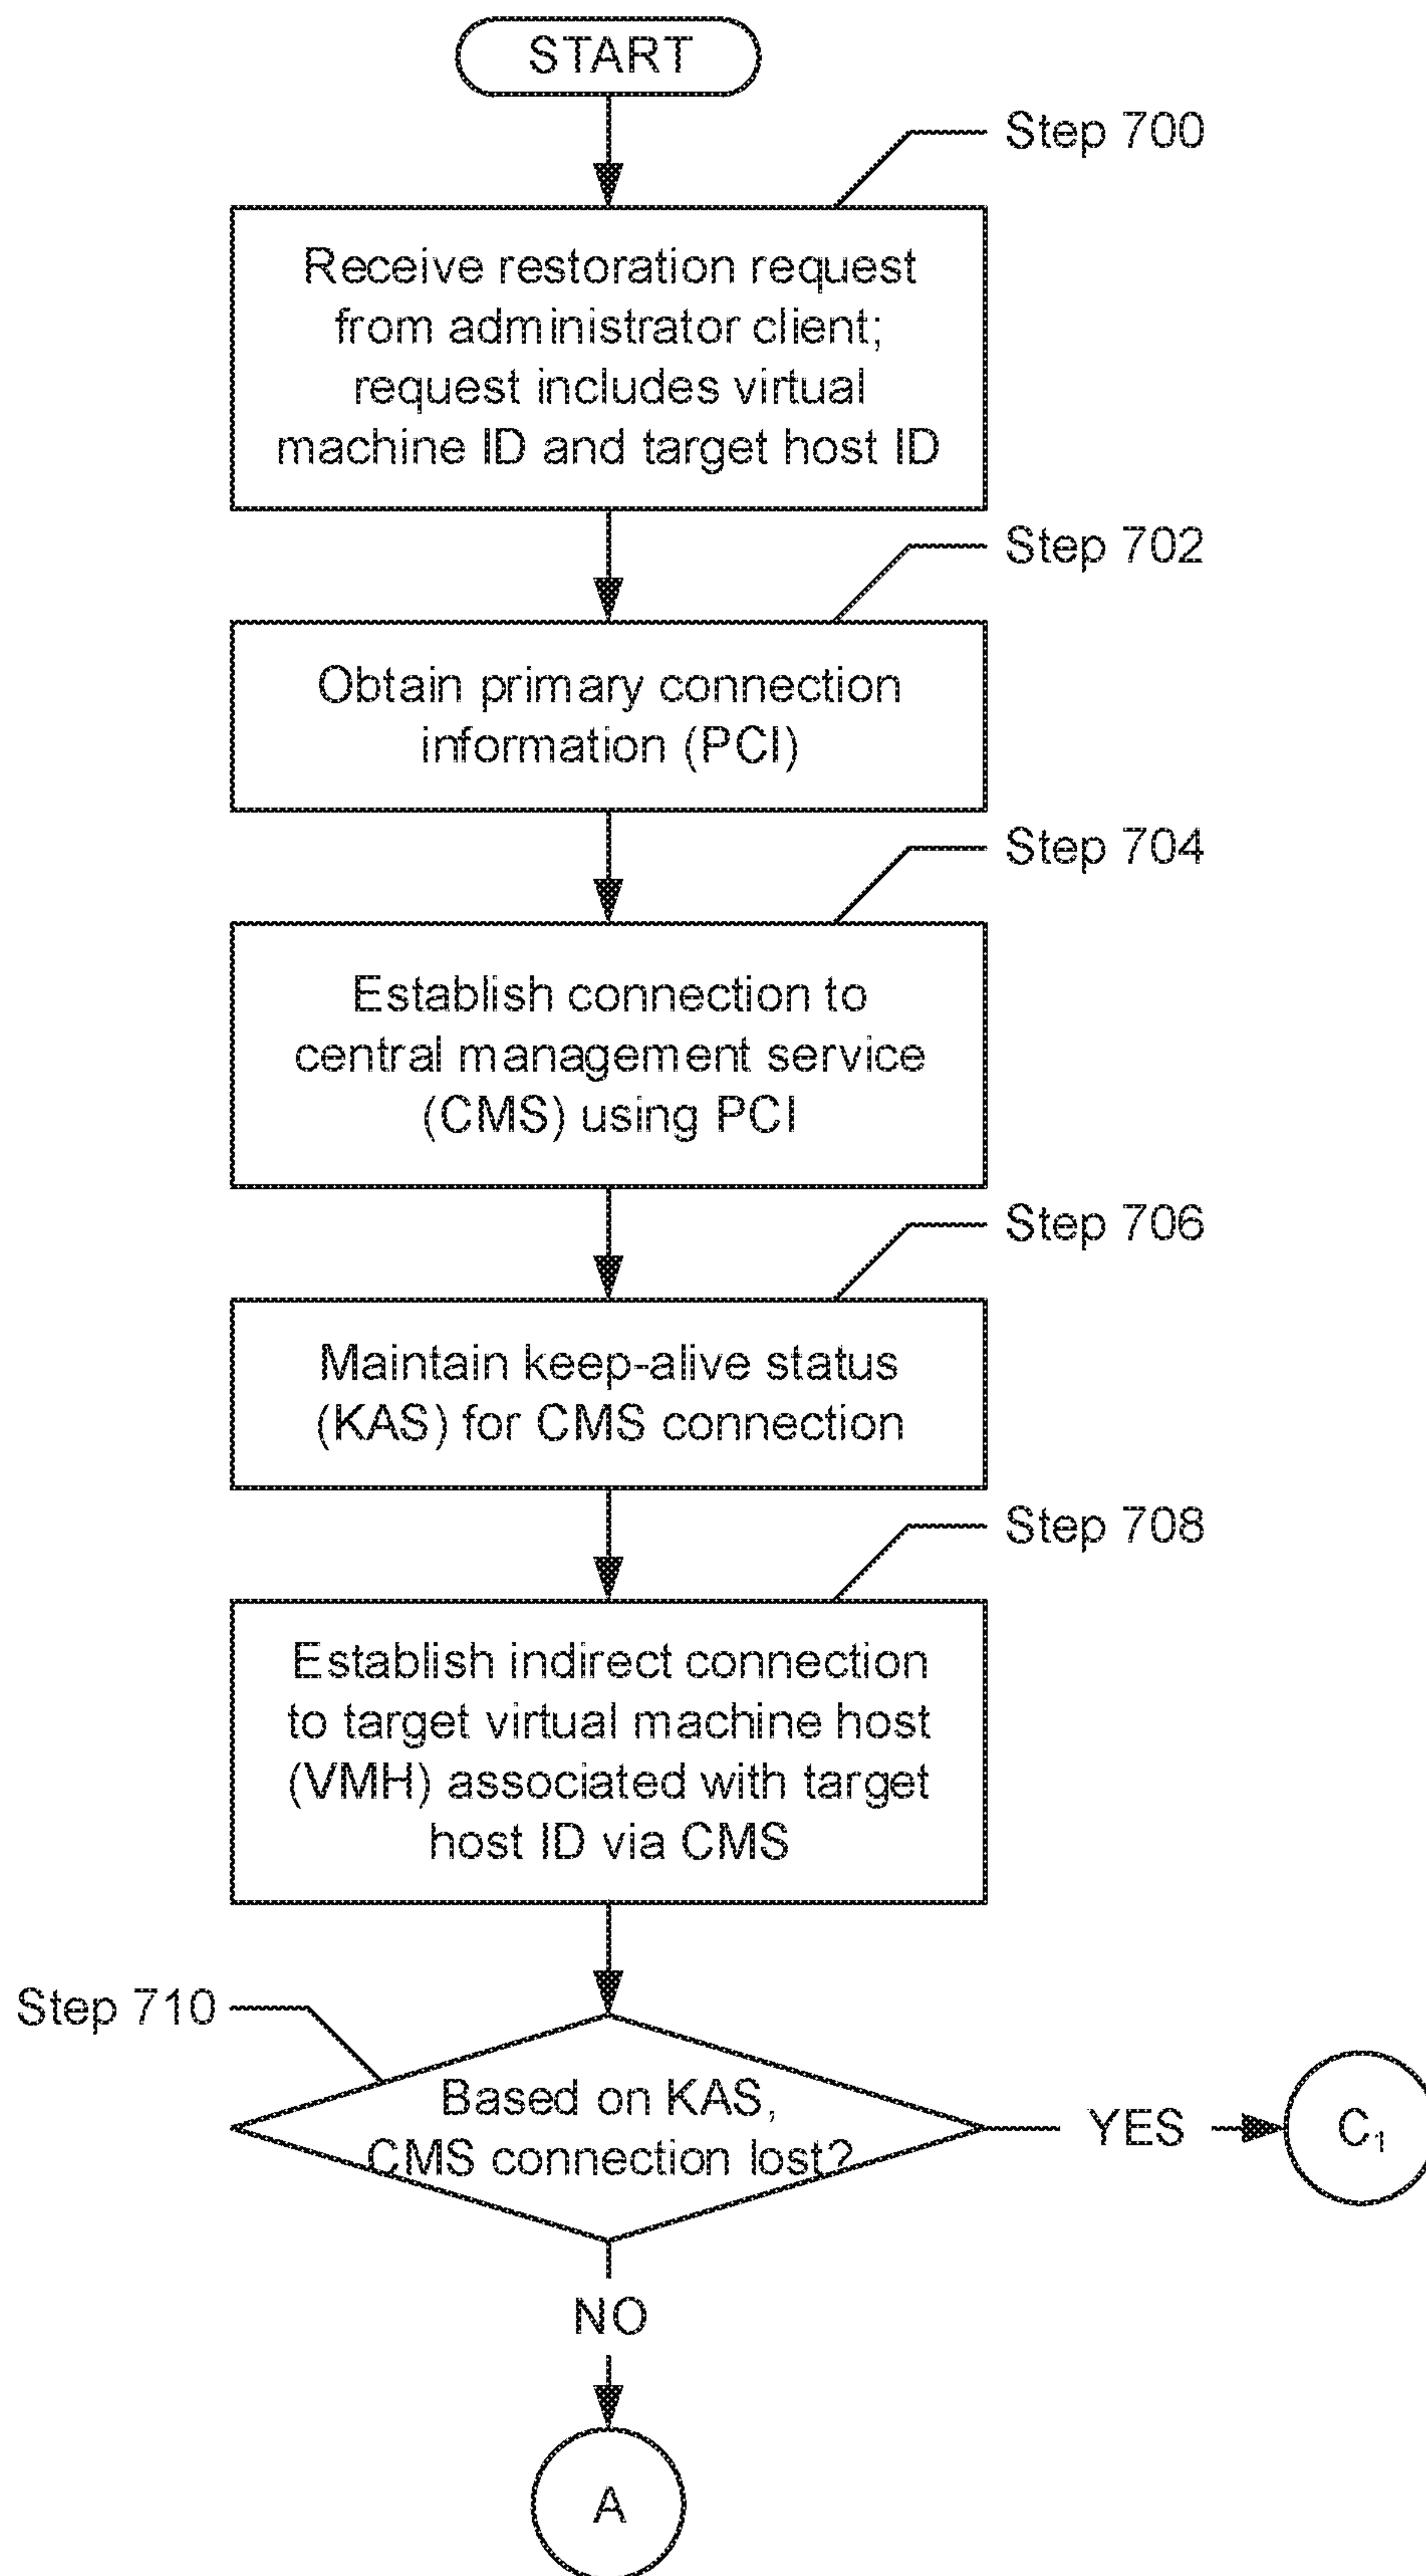 START
Step 700
Receive restoration request
from administrator client;
request includes virtual
machine ID and target host ID
Step 702
Obtain primary connection
information (PCI)
Step 704
Establish connection to
central management service
(CMS) using PCI
Step 706
Maintain keep-alive status
(KAS) for CMS connection
Step 708
Establish indirect connection
to target virtual machine host
(VMH) associated with target
host ID via CMS
Step 710
Based on KAS,
CMS connection lost?
YES
C₁
NO
A